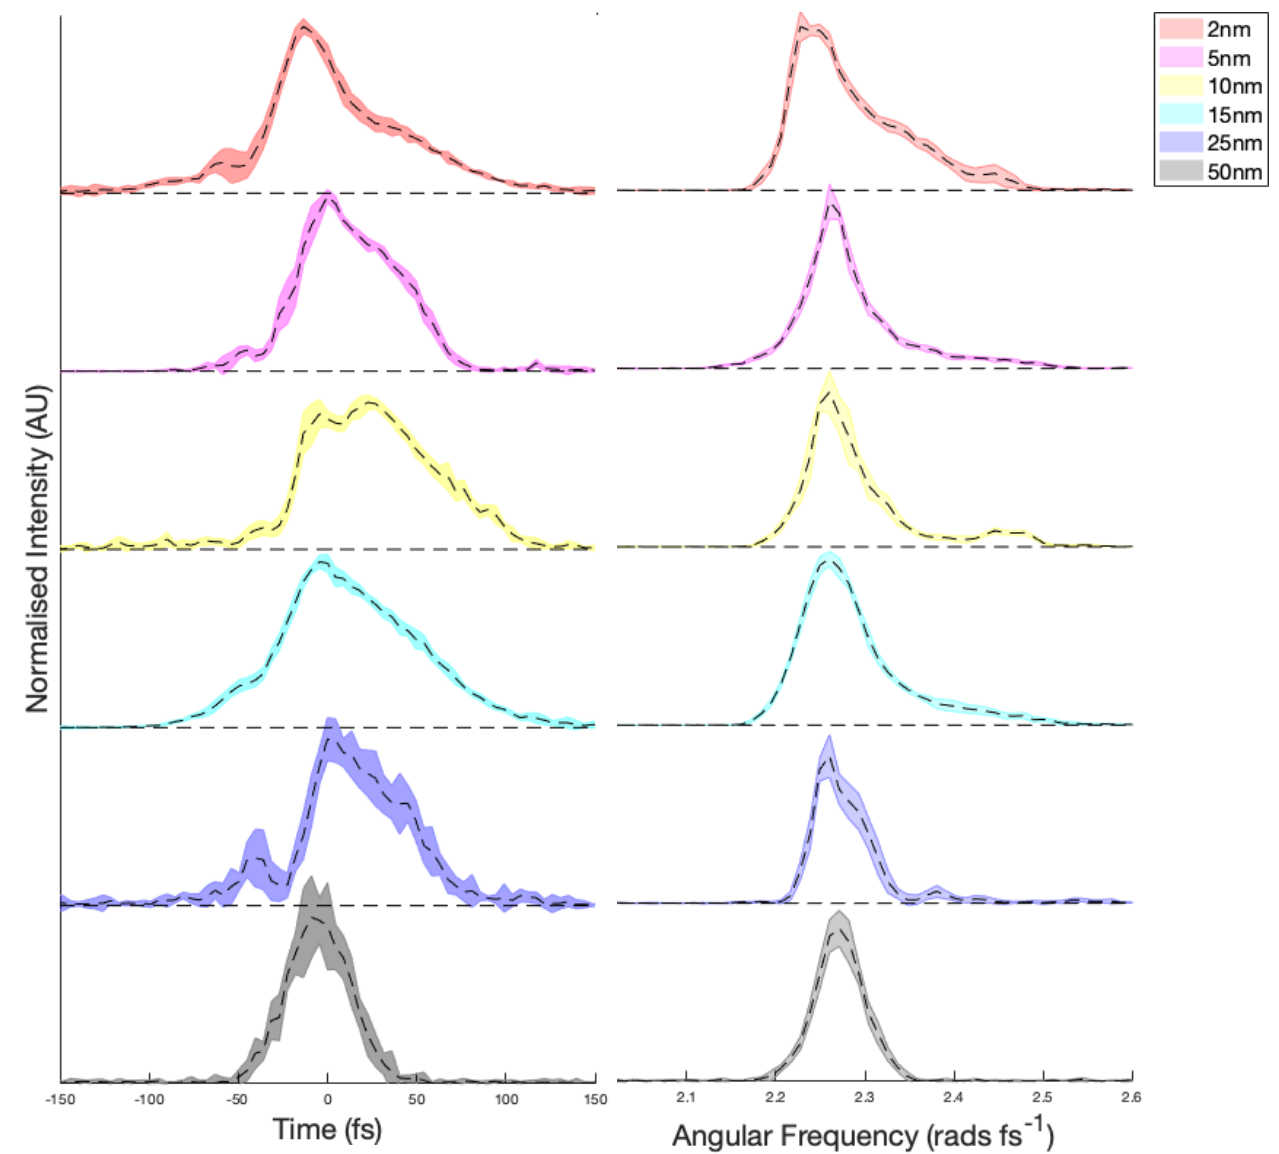 2nm
5nm
10nm
15nm
25nm
50nm
Normalised Intensity (AU)
-150 -100 -50 0 50 100 150
2.1 2.2 2.3 2.4 2.5 2.6
Time (fs)
Angular Frequency (rads fs-1)